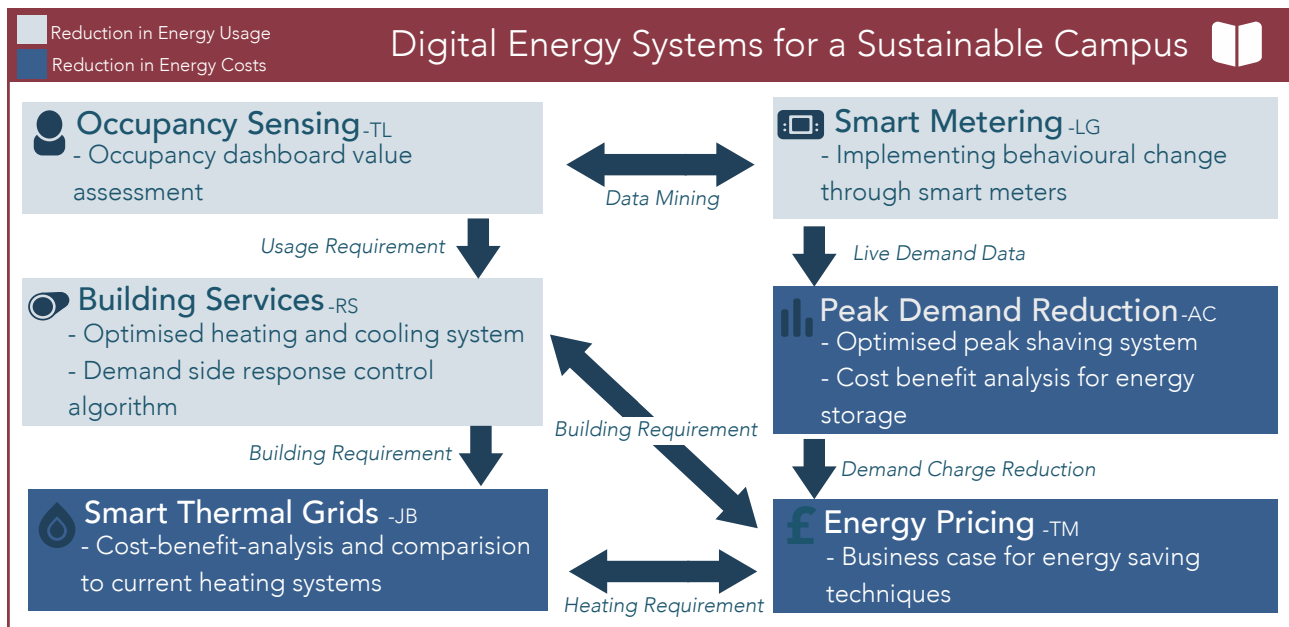 Reduction in Energy Usage
Reduction in Energy Costs
Digital Energy Systems for a Sustainable Campus
Occupancy Sensing -TL
- Occupancy dashboard value
assessment
Data Mining
Smart Metering -LG
- Implementing behavioural change
through smart meters
Usage Requirement
Live Demand Data
Building Services -RS
- Optimised heating and cooling system
- Demand side response control
algorithm
Peak Demand Reduction -AC
- Optimised peak shaving system
- Cost benefit analysis for energy
storage
Building Requirement
Building Requirement
Demand Charge Reduction
Smart Thermal Grids -JB
- Cost-benefit-analysis and comparision
to current heating systems
Heating Requirement
£ Energy Pricing -TM
- Business case for energy saving
techniques